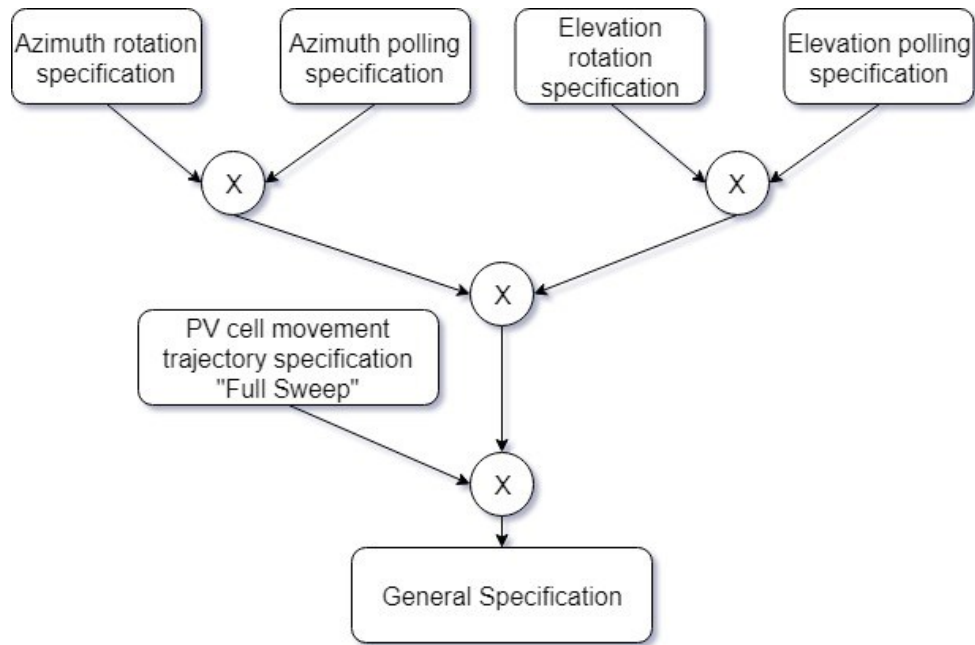 Azimuth rotation
specification
Azimuth polling
specification
Elevation
rotation
specification
Elevation polling
specification
X
X
X
PV cell movement
trajectory specification
"Full Sweep"
X
General Specification